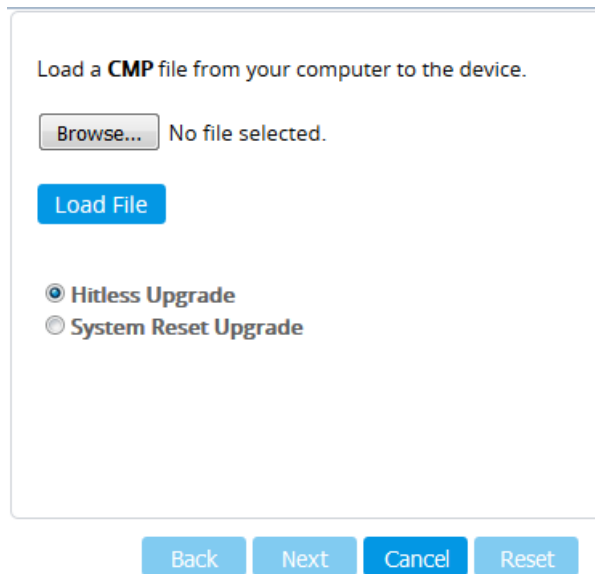 Load a CMP file from your computer to the device.
Browse... No file selected.
Load File
Hitless Upgrade
System Reset Upgrade
Back Next Cancel Reset